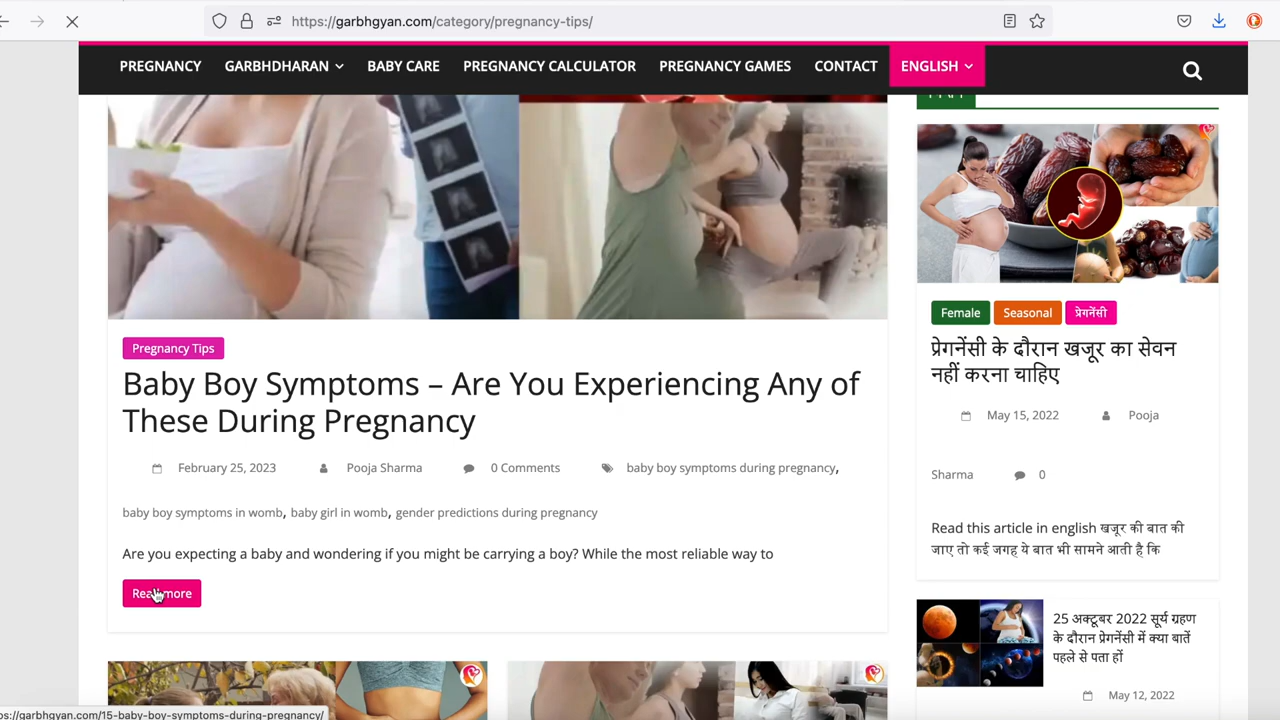 https://garbhgyan.com/category/pregnancy-tips/
PREGNANCY GARBHDHARAN BABY CARE PREGNANCY CALCULATOR PREGNANCY GAMES CONTACT ENGLISH
Pregnancy Tips
Baby Boy Symptoms – Are You Experiencing Any of
These During Pregnancy
February 25, 2023 Pooja Sharma 0 Comments baby boy symptoms during pregnancy,
baby boy symptoms in womb, baby girl in womb, gender predictions during pregnancy
Are you expecting a baby and wondering if you might be carrying a boy? While the most reliable way to
Read more
Female Seasonal प्रेगनेंसी
प्रेगनेंसी के दौरान खजूर का सेवन
नहीं करना चाहिए
May 15, 2022 Pooja
Sharma 0
Read this article in english खजूर की बात की
जाए तो कई जगह ये बात भी सामने आती है कि
25 अक्टूबर 2022 सूर्य ग्रहण
के दौरान प्रेगनेंसी में क्या बातें
पहले से पता हों
May 12, 2022
os://garbhgyan.com/15-baby-boy-symptoms-during-pregnancy/